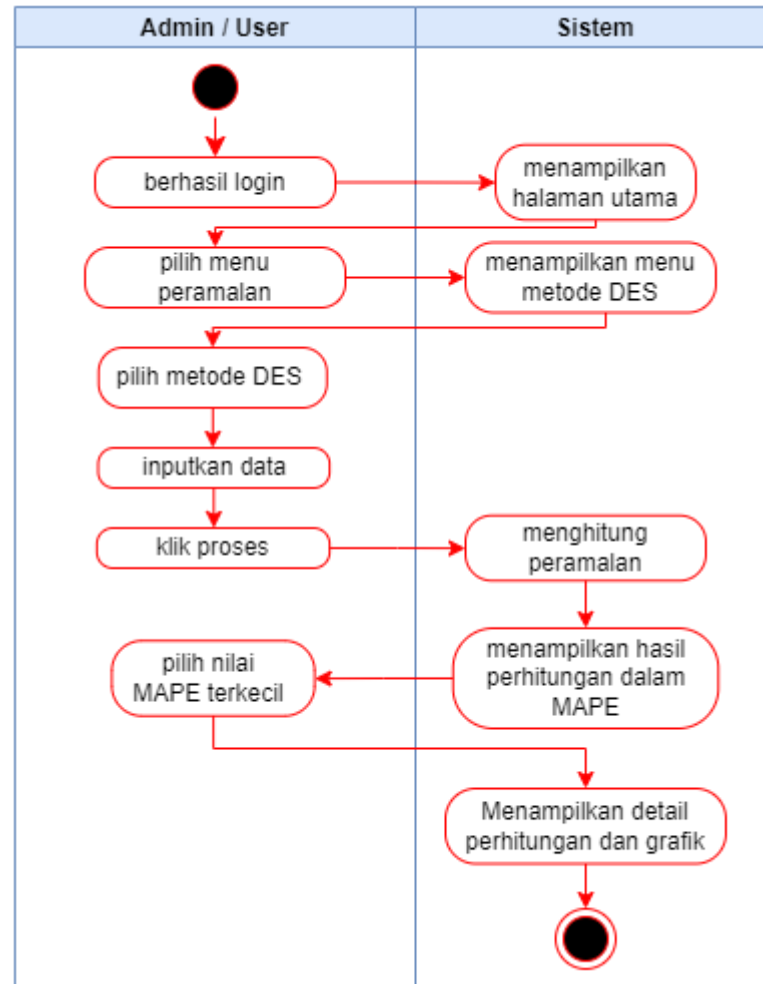 Admin / User
Sistem
berhasil login
menampilkan
halaman utama
pilih menu
peramalan
menampilkan menu
metode DES
pilih metode DES
inputkan data
klik proses
menghitung
peramalan
menampilkan hasil
perhitungan dalam
MAPE
pilih nilai
MAPE terkecil
Menampilkan detail
perhitungan dan grafik